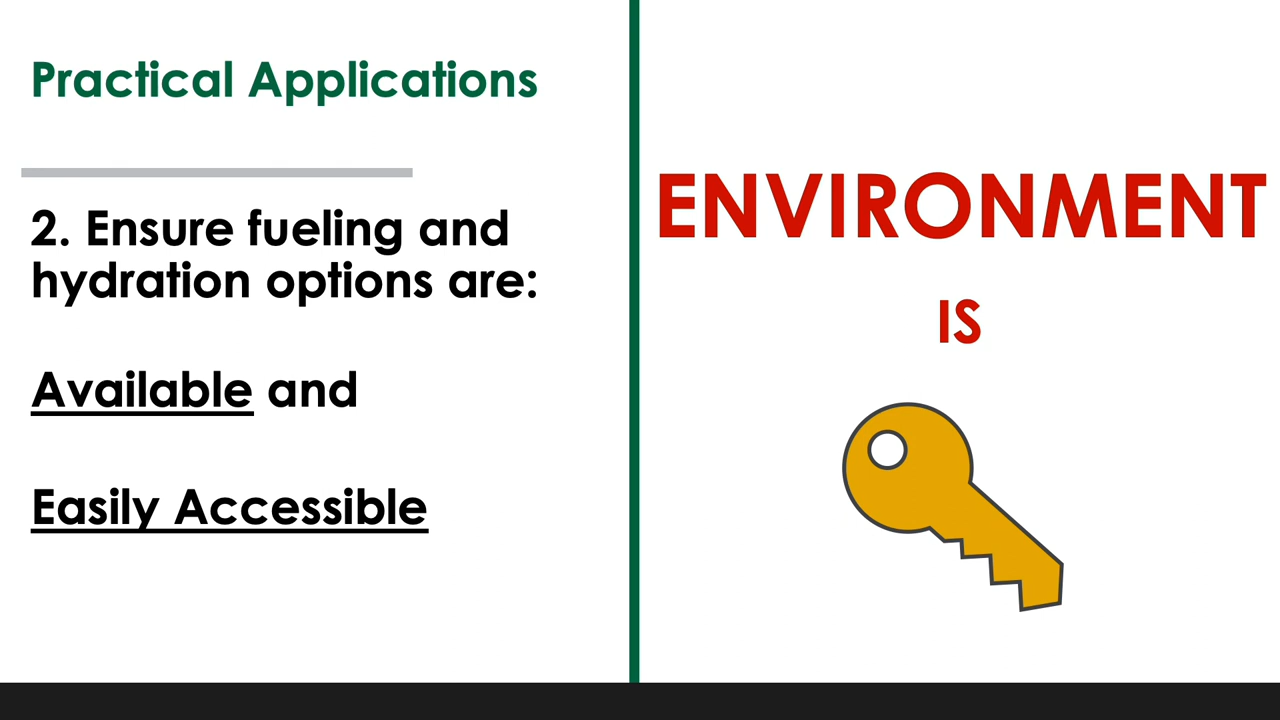 Practical Applications
2. Ensure fueling and
hydration options are:
Available and
Easily Accessible
ENVIRONMENT
IS